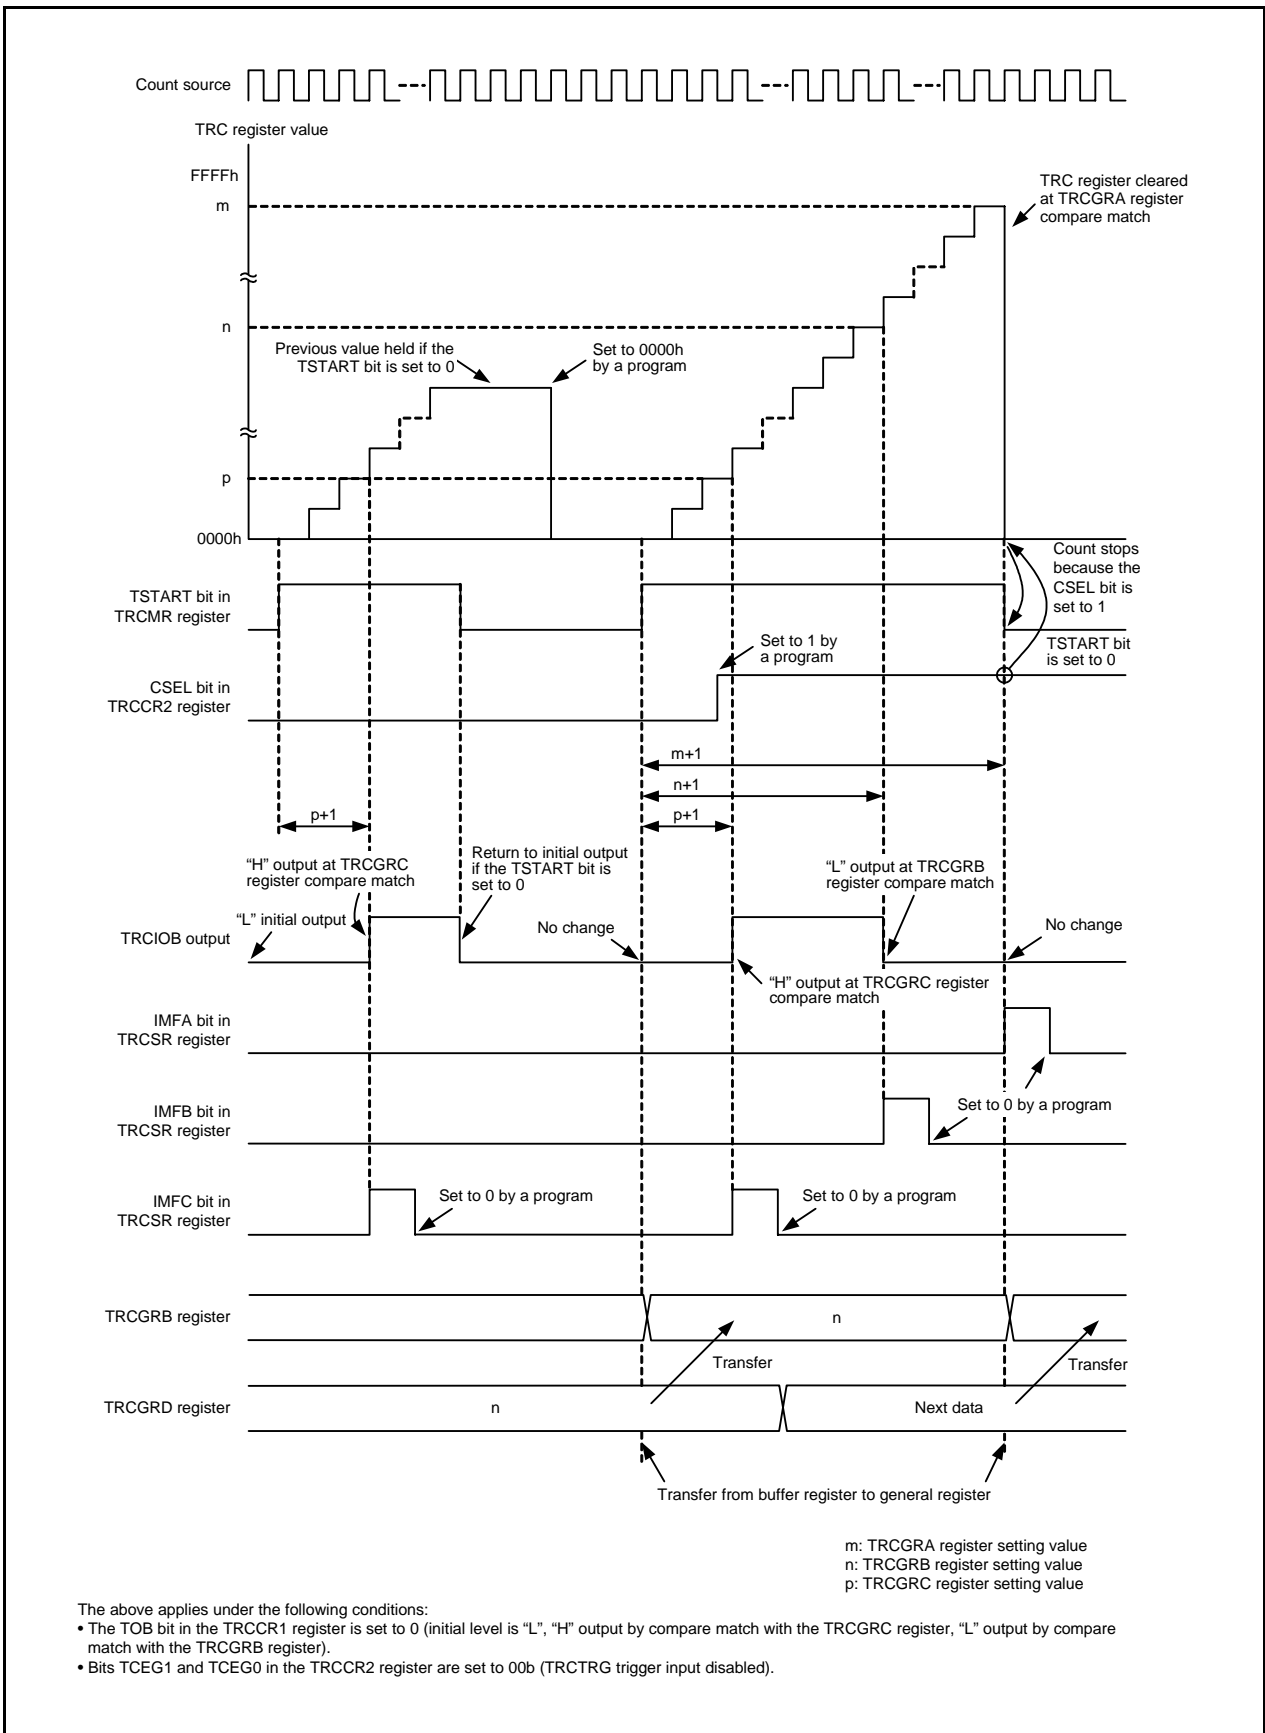 Count source
TRC register value
FFFFh
m
TRC register cleared
at TRCGRA register
compare match
n
Previous value held if the
TSTART bit is set to 0
Set to 0000h
by a program
p
0000h
Count stops
because the
CSEL bit is
set to 1
TSTART bit in
TRCMR register
TSTART bit
is set to 0
Set to 1 by
a program
CSEL bit in
TRCCR2 register
m+1
n+1
p+1
p+1
“H” output at TRCGRC
register compare match
Return to initial output
if the TSTART bit is
set to 0
“L” output at TRCGRB
register compare match
“L” initial output
No change
No change
TRCIOB output
“H” output at TRCGRC register
compare match
IMFA bit in
TRCSR register
Set to 0 by a program
IMFB bit in
TRCSR register
IMFC bit in
TRCSR register
Set to 0 by a program
Set to 0 by a program
TRCGRB register
n
Transfer
Transfer
TRCGRD register
n
Next data
Transfer from buffer register to general register
m: TRCGRA register setting value
n: TRCGRB register setting value
p: TRCGRC register setting value
The above applies under the following conditions:
• The TOB bit in the TRCCR1 register is set to 0 (initial level is “L”, “H” output by compare match with the TRCGRC register, “L” output by compare
match with the TRCGRB register).
• Bits TCEG1 and TCEG0 in the TRCCR2 register are set to 00b (TRCTRG trigger input disabled).